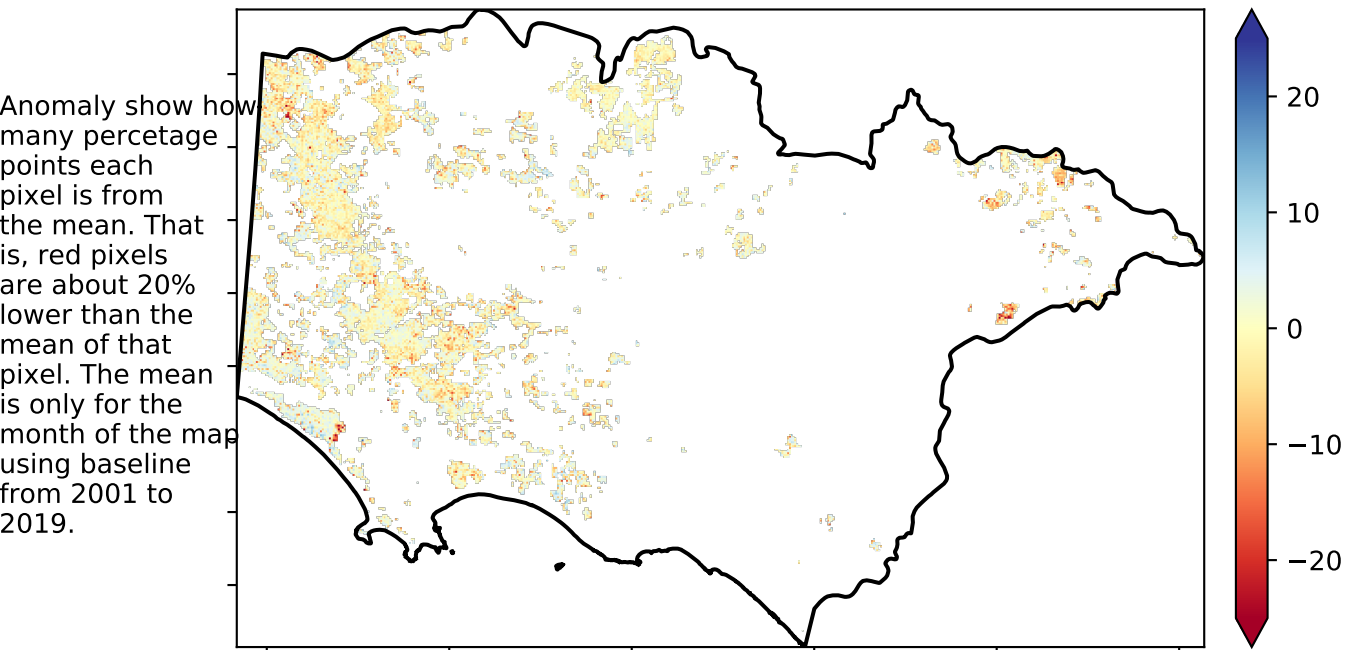 Anomaly show how
many percetage
points each
pixel is from
the mean. That
is, red pixels
are about 20%
lower than the
mean of that
pixel. The mean
is only for the
month of the map
using baseline
from 2001 to
2019.
20
10
0
−10
−20